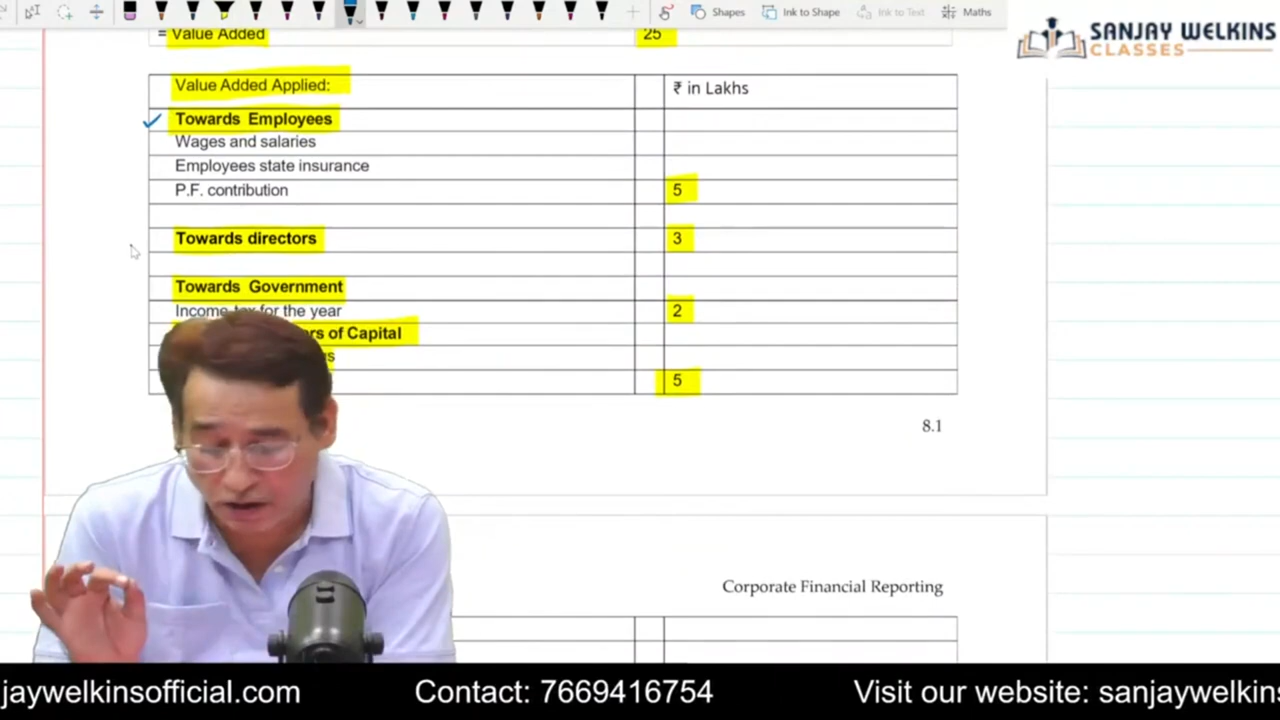 Shapes
Ink to Shape
Ink to Text
Maths
SANJAY WELKINS
CLASSES
= Value Added 25
Value Added Applied: ₹ in Lakhs
Towards Employees
Wages and salaries
Employees state insurance
P.F. contribution 5
Towards directors 3
Towards Government
Income tax for the year 2
of Capital
5
8.1
Corporate Financial Reporting
jaywelkinsofficial.com Contact: 7669416754 Visit our website: sanjaywelkins